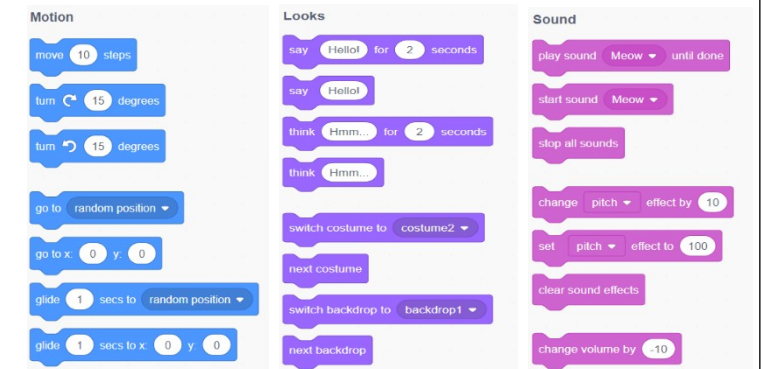 Motion
move 10 steps
turn 15 degrees
turn 15 degrees
go to random position
go to x: 0 y: 0
glide 1 secs to random position
glide 1 secs to x: 0 y: 0
Looks
say Hello! for 2 seconds
say Hello!
think Hmm... for 2 seconds
think Hmm...
switch costume to costume2
next costume
switch backdrop to backdrop1
next backdrop
Sound
play sound Meow until done
start sound Meow
stop all sounds
change pitch effect by 10
set pitch effect to 100
clear sound effects
change volume by -10